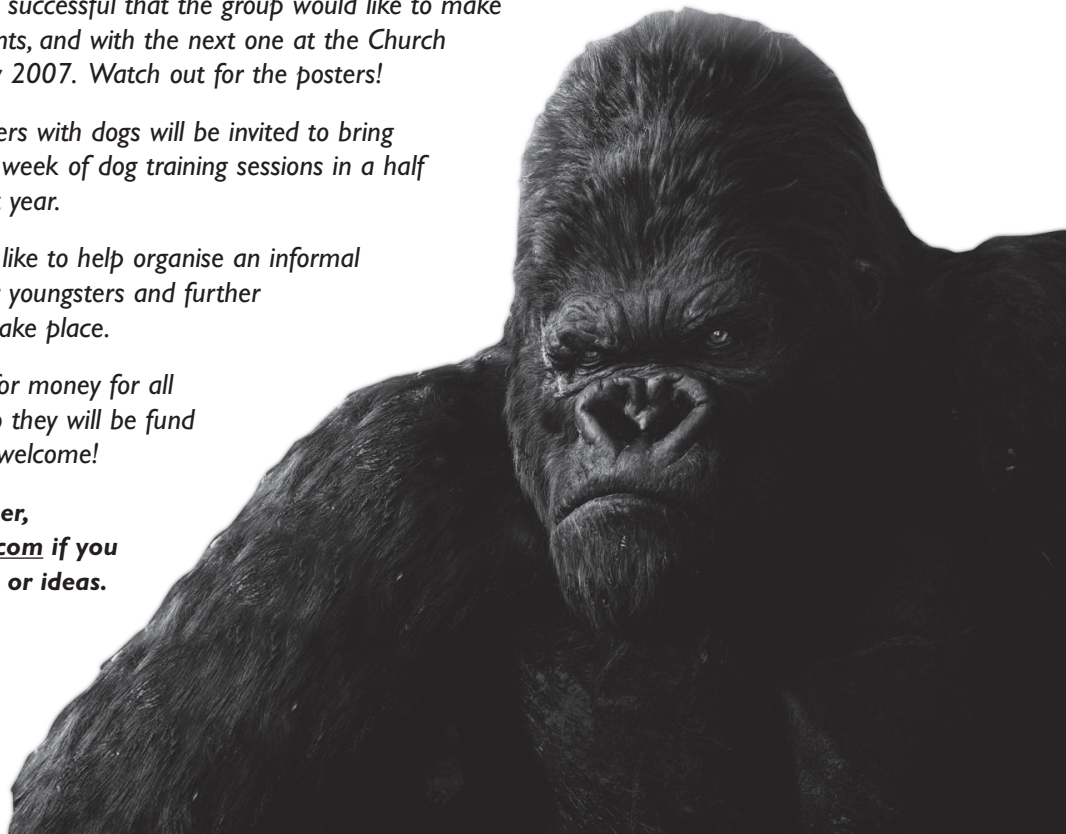 successful that the group would like to make
nts, and with the next one at the Church
2007. Watch out for the posters!
ers with dogs will be invited to bring
week of dog training sessions in a half
year.
like to help organise an informal
youngsters and further
ake place.
for money for all
they will be fund
welcome!
er,
com if you
or ideas.